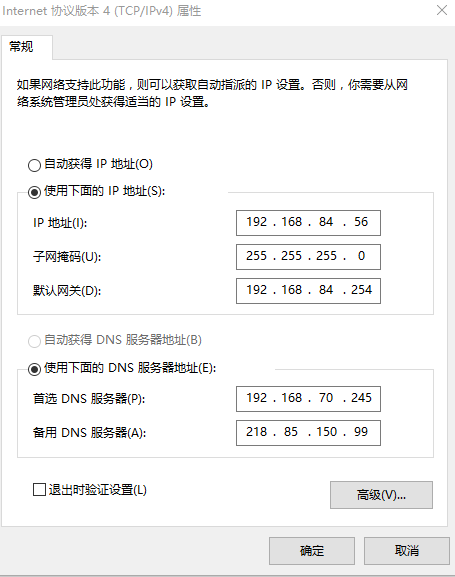 Internet 协议版本 4 (TCP/IPv4) 属性
常规
如果网络支持此功能，则可以获取自动指派的 IP 设置。否则，你需要从网
络系统管理员处获得适当的 IP 设置。
自动获得 IP 地址(O)
使用下面的 IP 地址(S):
IP 地址(I): 192 . 168 . 84 . 56
子网掩码(U): 255 . 255 . 255 . 0
默认网关(D): 192 . 168 . 84 . 254
自动获得 DNS 服务器地址(B)
使用下面的 DNS 服务器地址(E):
首选 DNS 服务器(P): 192 . 168 . 70 . 245
备用 DNS 服务器(A): 218 . 85 . 150 . 99
退出时验证设置(L)
高级(V)...
确定 取消